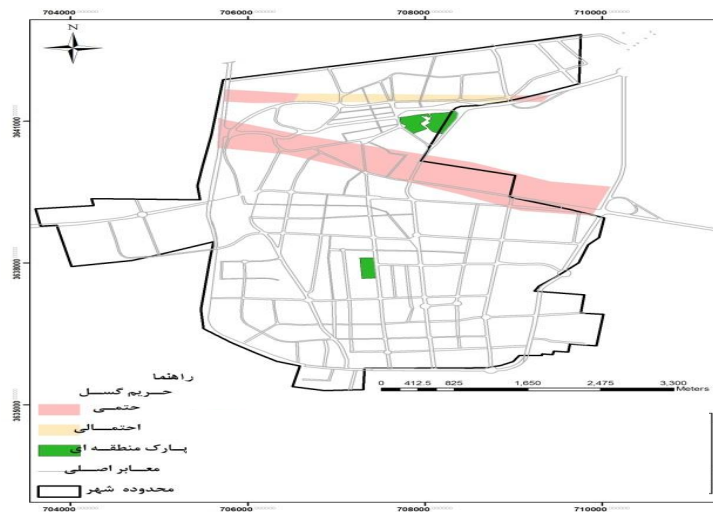 704000 706000 708000 710000
N
3641000
3638000
3635000
راهنما
حریم گسل
حتمی
احتمالی
پارک منطقه ای
معابر اصلی
محدوده شهر
0 412.5 825 1,650 2,475 3,300
Meters
704000 706000 708000 710000